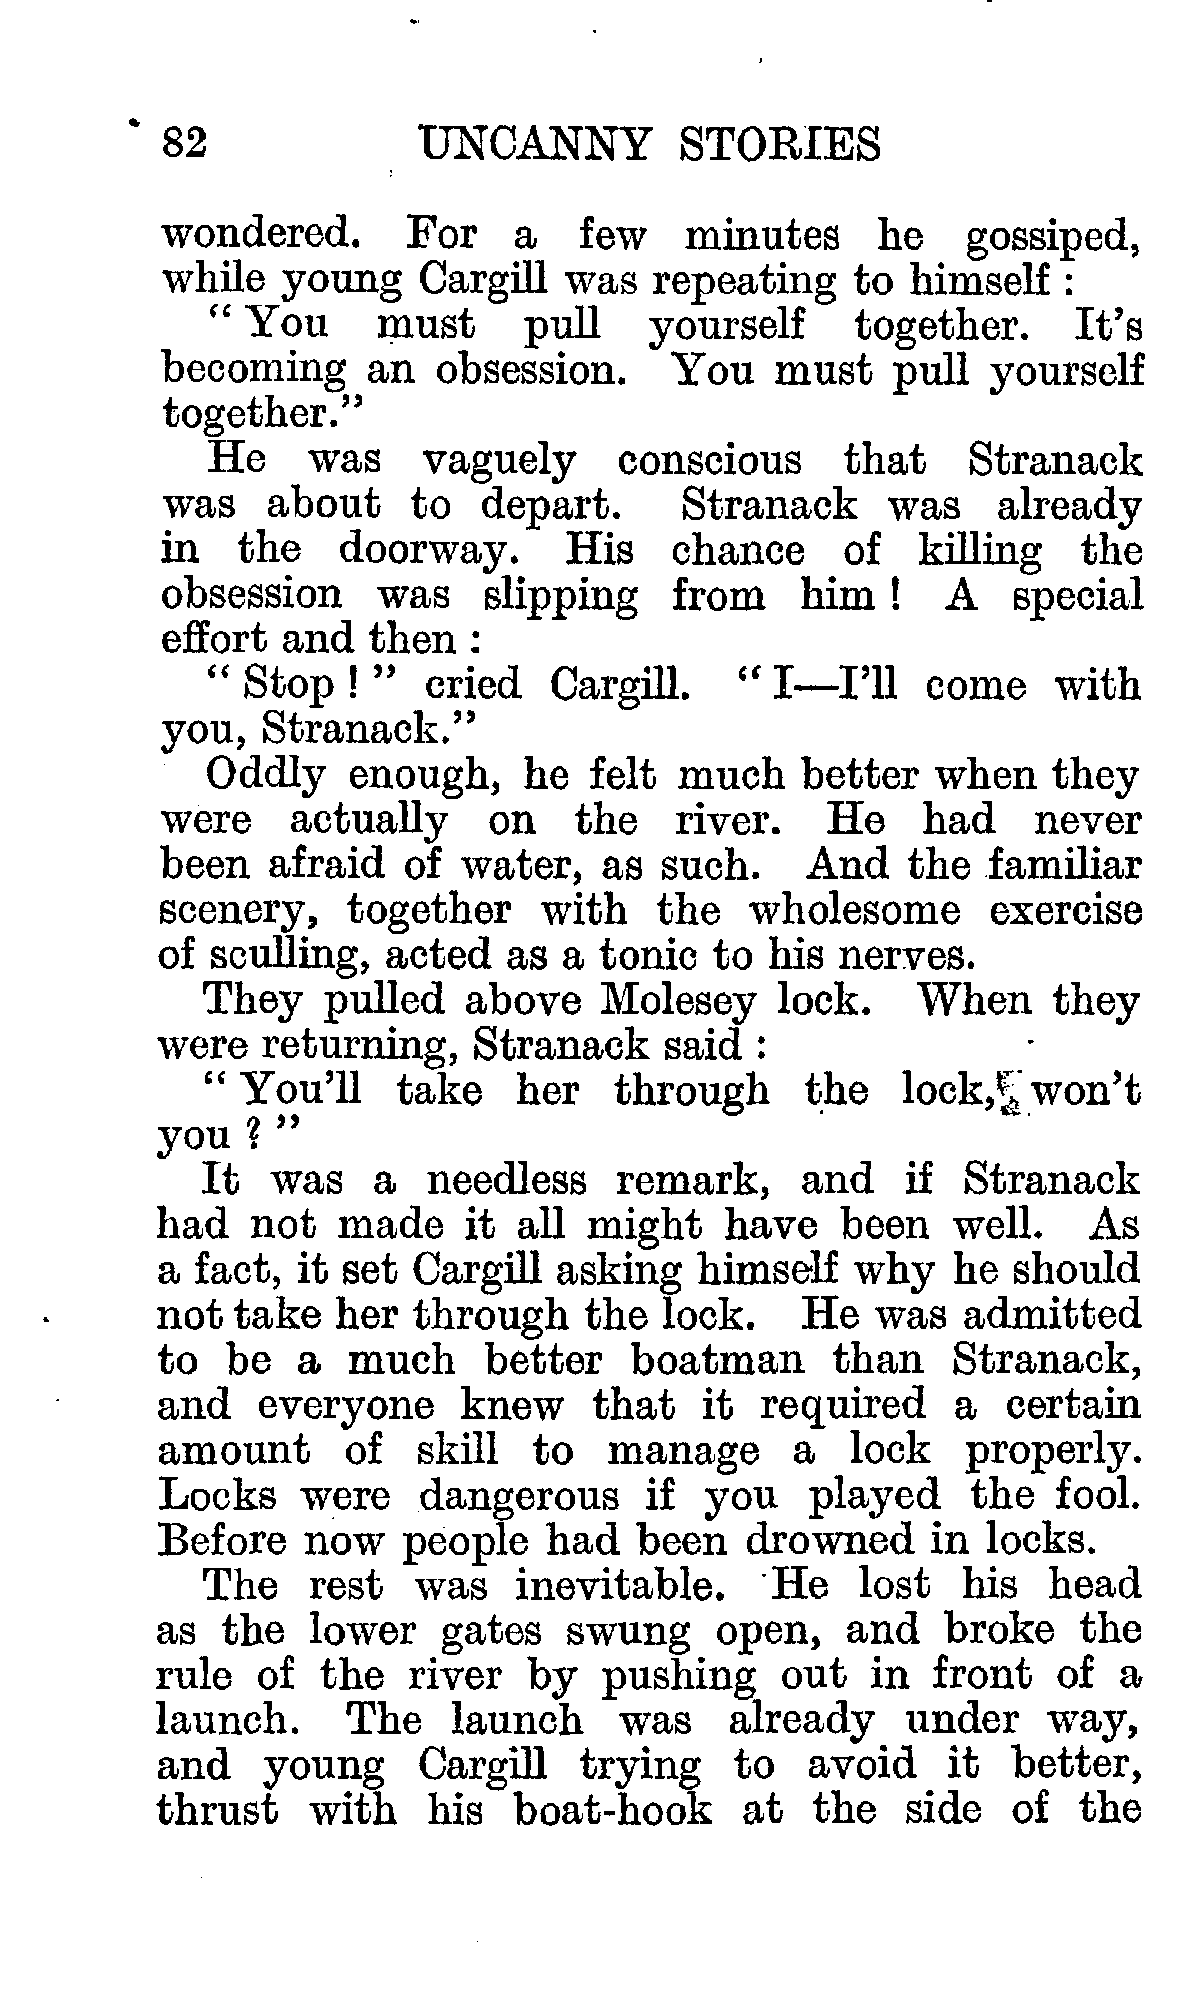 82 UNCANNY STORIES
wondered. For a few minutes he gossiped,
while young Cargill was repeating to himself :
“ You must pull yourself together. It’s
becoming an obsession. You must pull yourself
together.”
He was vaguely conscious that Stranack
was about to depart. Stranack was already
in the doorway. His chance of killing the
obsession was slipping from him ! A special
effort and then :
“ Stop ! ” cried Cargill. “ I—I’ll come with
you, Stranack.”
Oddly enough, he felt much better when they
were actually on the river. He had never
been afraid of water, as such. And the familiar
scenery, together with the wholesome exercise
of sculling, acted as a tonic to his nerves.
They pulled above Molesey lock. When they
were returning, Stranack said :
“ You’ll take her through the lock, won’t
you ? ”
It was a needless remark, and if Stranack
had not made it all might have been well. As
a fact, it set Cargill asking himself why he should
not take her through the lock. He was admitted
to be a much better boatman than Stranack,
and everyone knew that it required a certain
amount of skill to manage a lock properly.
Locks were dangerous if you played the fool.
Before now people had been drowned in locks.
The rest was inevitable. He lost his head
as the lower gates swung open, and broke the
rule of the river by pushing out in front of a
launch. The launch was already under way,
and young Cargill trying to avoid it better,
thrust with his boat-hook at the side of the